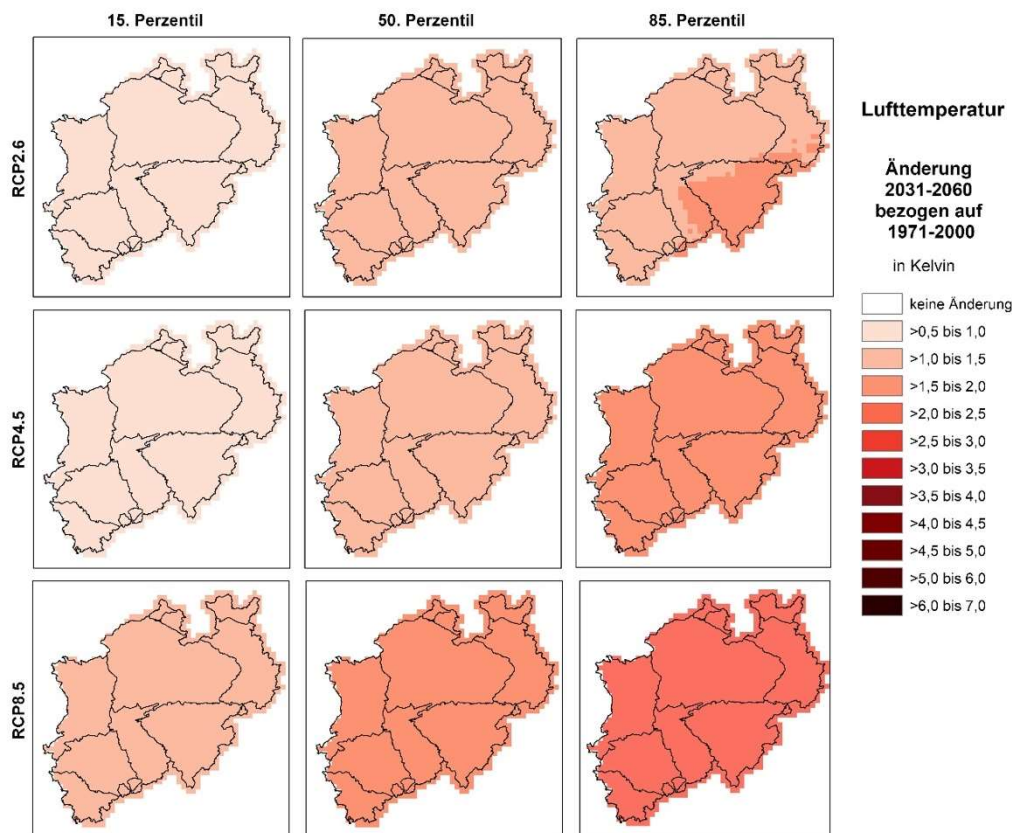 15. Perzentil
50. Perzentil
85. Perzentil
RCP2.6
RCP4.5
RCP8.5
Lufttemperatur
Änderung
2031-2060
bezogen auf
1971-2000
in Kelvin
keine Änderung
>0,5 bis 1,0
>1,0 bis 1,5
>1,5 bis 2,0
>2,0 bis 2,5
>2,5 bis 3,0
>3,0 bis 3,5
>3,5 bis 4,0
>4,0 bis 4,5
>4,5 bis 5,0
>5,0 bis 6,0
>6,0 bis 7,0